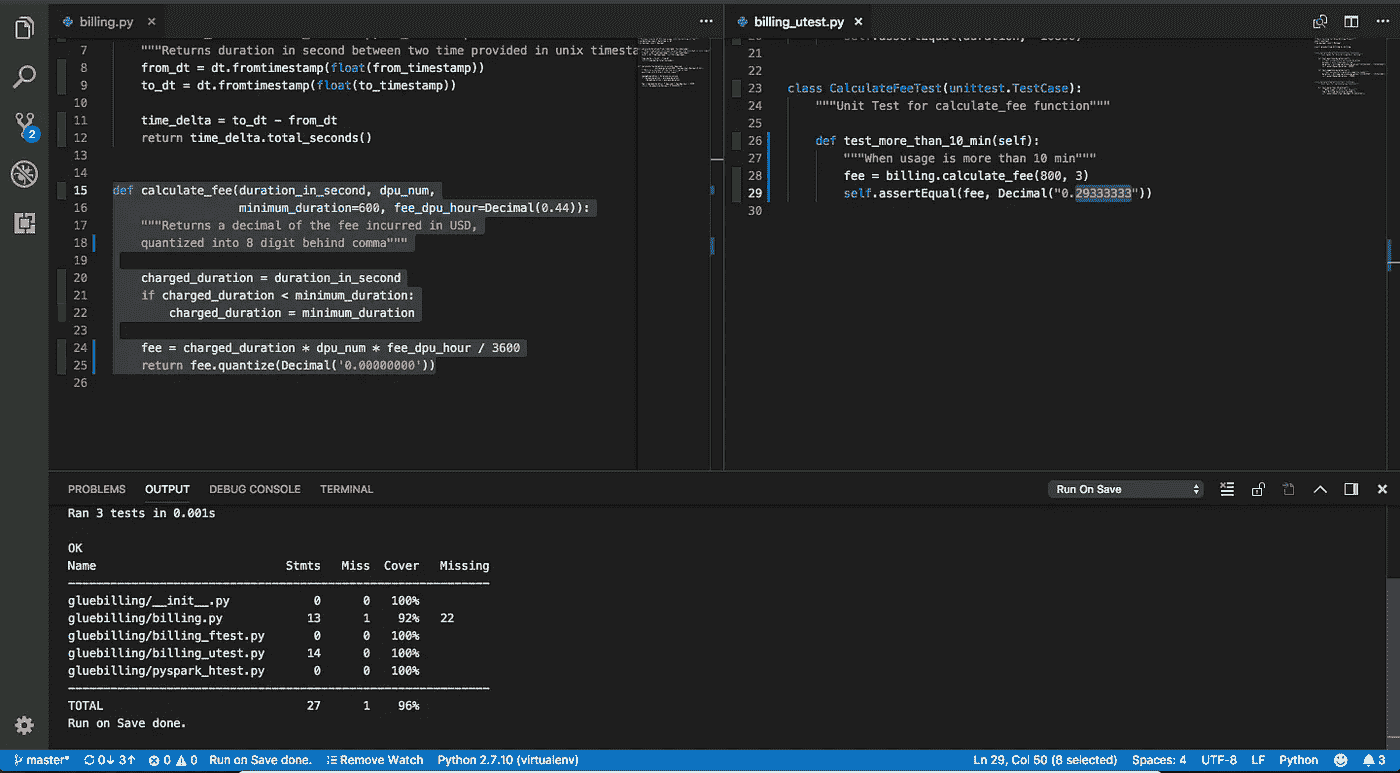 billing.py
7 """Returns duration in second between two time provided in unix timesta
8 from_dt = dt.fromtimestamp(float(from_timestamp))
9 to_dt = dt.fromtimestamp(float(to_timestamp))
10
11 time_delta = to_dt - from_dt
12 return time_delta.total_seconds()
13
14
15 def calculate_fee(duration_in_second, dpu_num,
16 minimum_duration=600, fee_dpu_hour=Decimal(0.44)):
17 """Returns a decimal of the fee incurred in USD,
18 quantized into 8 digit behind comma"""
19
20 charged_duration = duration_in_second
21 if charged_duration < minimum_duration:
22 charged_duration = minimum_duration
23
24 fee = charged_duration * dpu_num * fee_dpu_hour / 3600
25 return fee.quantize(Decimal('0.00000000'))
26
billing_utest.py
21
22
23 class CalculateFeeTest(unittest.TestCase):
24 """Unit Test for calculate_fee function"""
25
26 def test_more_than_10_min(self):
27 """When usage is more than 10 min"""
28 fee = billing.calculate_fee(800, 3)
29 self.assertEqual(fee, Decimal("0.29333333"))
30
PROBLEMS OUTPUT DEBUG CONSOLE TERMINAL Run On Save
Ran 3 tests in 0.001s
OK
Name Stmts Miss Cover Missing
gluebilling/__init__.py 0 0 100%
gluebilling/billing.py 13 1 92% 22
gluebilling/billing_ftest.py 0 0 100%
gluebilling/billing_utest.py 14 0 100%
gluebilling/pyspark_htest.py 0 0 100%
TOTAL 27 1 96%
Run on Save done.
2
master* 0↓ 3↑ 0 0 Run on Save done. Remove Watch Python 2.7.10 (virtualenv) Ln 29, Col 50 (8 selected) Spaces: 4 UTF-8 LF Python 3